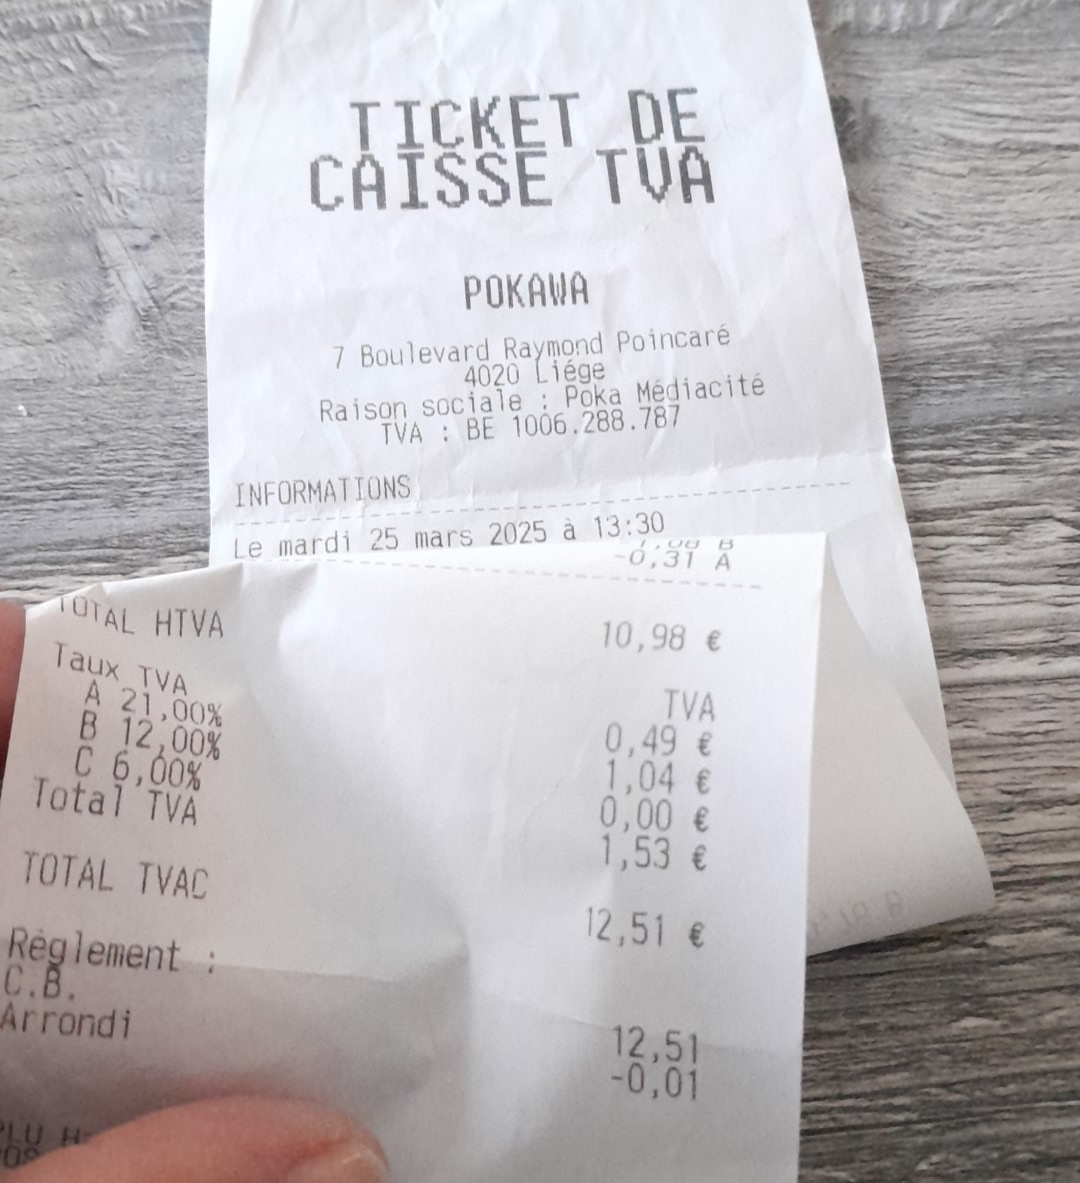 TICKET DE
CAISSE TVA
POKAWA
7 Boulevard Raymond Poincaré
4020 Liége
Raison sociale : Poka Médiacité
TVA : BE 1006.288.787
INFORMATIONS
Le mardi 25 mars 2025 à 13:30
B
-0,31 A
TOTAL HTVA 10,98 €
Taux TVA TVA
A 21,00% 0,49 €
B 12,00% 1,04 €
C 6,00% 0,00 €
Total TVA 1,53 €
TOTAL TVAC 12,51 €
Règlement :
C.B. 12,51
Arrondi -0,01